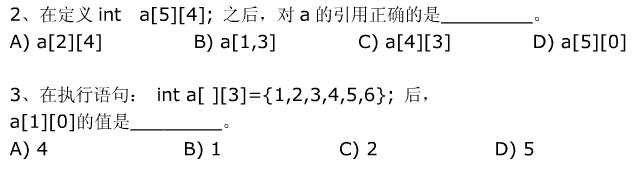 2、在定义 int a[5][4]; 之后，对 a 的引用正确的是_________。
A) a[2][4] B) a[1,3] C) a[4][3] D) a[5][0]
3、在执行语句： int a[ ][3]={1,2,3,4,5,6}; 后，
a[1][0]的值是_________。
A) 4 B) 1 C) 2 D) 5